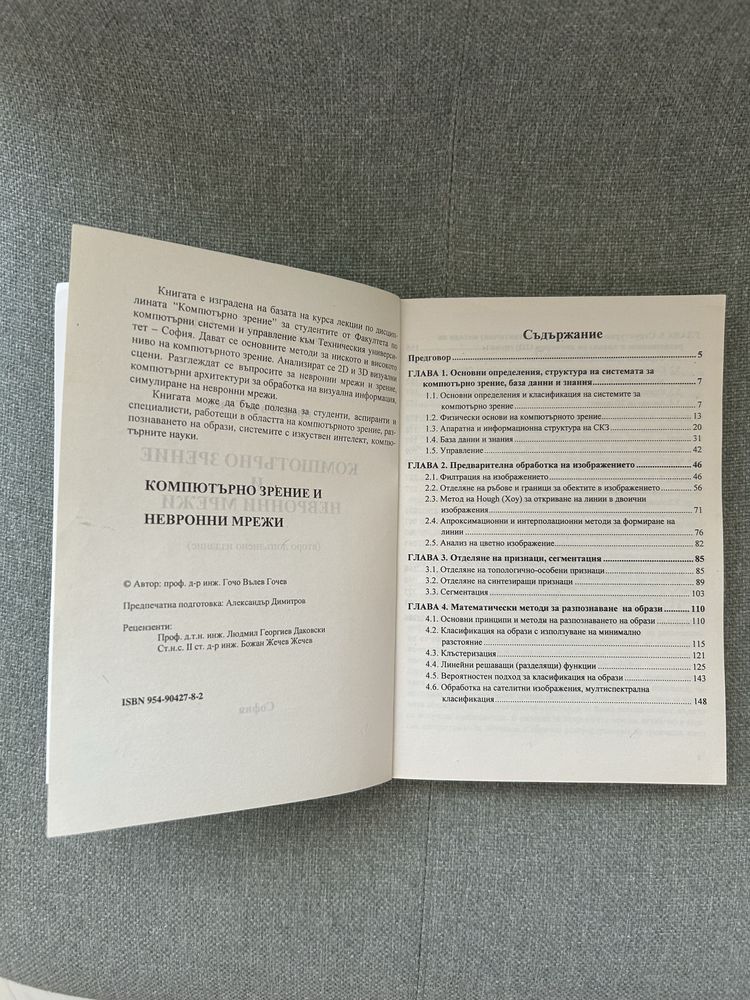 Книгата е изградена на базата на курса лекции по дисцип-
лината "Компютърно зрение" за студентите от Факултета по
компютърни системи и управление към Техническия универси-
тет – София. Дават се основните методи за ниското и високото
ниво на компютърното зрение. Анализират се 2D и 3D визуални
сцени. Разглеждат се въпросите за невронни мрежи и зрение,
компютърни архитектури за обработка на визуална информация,
симулиране на невронни мрежи.
Книгата може да бъде полезна за студенти, аспиранти и
специалисти, работещи в областта на компютърното зрение, раз-
познаването на образи, системите с изкуствен интелект, компю-
търните науки.
КОМПЮТЪРНО ЗРЕНИЕ И
НЕВРОННИ МРЕЖИ
© Автор: проф. д-р инж. Гочо Вълев Гочев
Предпечатна подготовка: Александър Димитров
Рецензенти:
Проф. д.т.н. инж. Людмил Георгиев Даковски
Ст.н.с. II ст. д-р инж. Божан Жечев Жечев
ISBN 954-90427-8-2
Съдържание
Предговор 5
ГЛАВА 1. Основни определения, структура на системата за
компютърно зрение, база данни и знания 7
1.1. Основни определения и класификация на системите за
компютърно зрение 7
1.2. Физически основи на компютърното зрение 13
1.3. Апаратна и информационна структура на СКЗ 20
1.4. База данни и знания 31
1.5. Управление 42
ГЛАВА 2. Предварителна обработка на изображението 46
2.1. Филтрация на изображението 46
2.2. Отделяне на ръбове и граници за обектите в изображението 56
2.3. Метод на Hough (Хоу) за откриване на линии в двоични
изображения 71
2.4. Апроксимационни и интерполационни методи за формиране на
линии 76
2.5. Анализ на цветно изображение 82
ГЛАВА 3. Отделяне на признаци, сегментация 85
3.1. Отделяне на топологично-особени признаци 85
3.2. Отделяне на синтезиращи признаци 89
3.3. Сегментация 103
ГЛАВА 4. Математически методи за разпознаване на образи 110
4.1. Основни принципи и методи на разпознаването на образи 110
4.2. Класификация на образи с използуване на минимално
разстояние 115
4.3. Клъстеризация 121
4.4. Линейни решаващи (разделящи) функции 125
4.5. Вероятностен подход за класификация на образи 143
4.6. Обработка на сателитни изображения, мултиспектрална
класификация 148